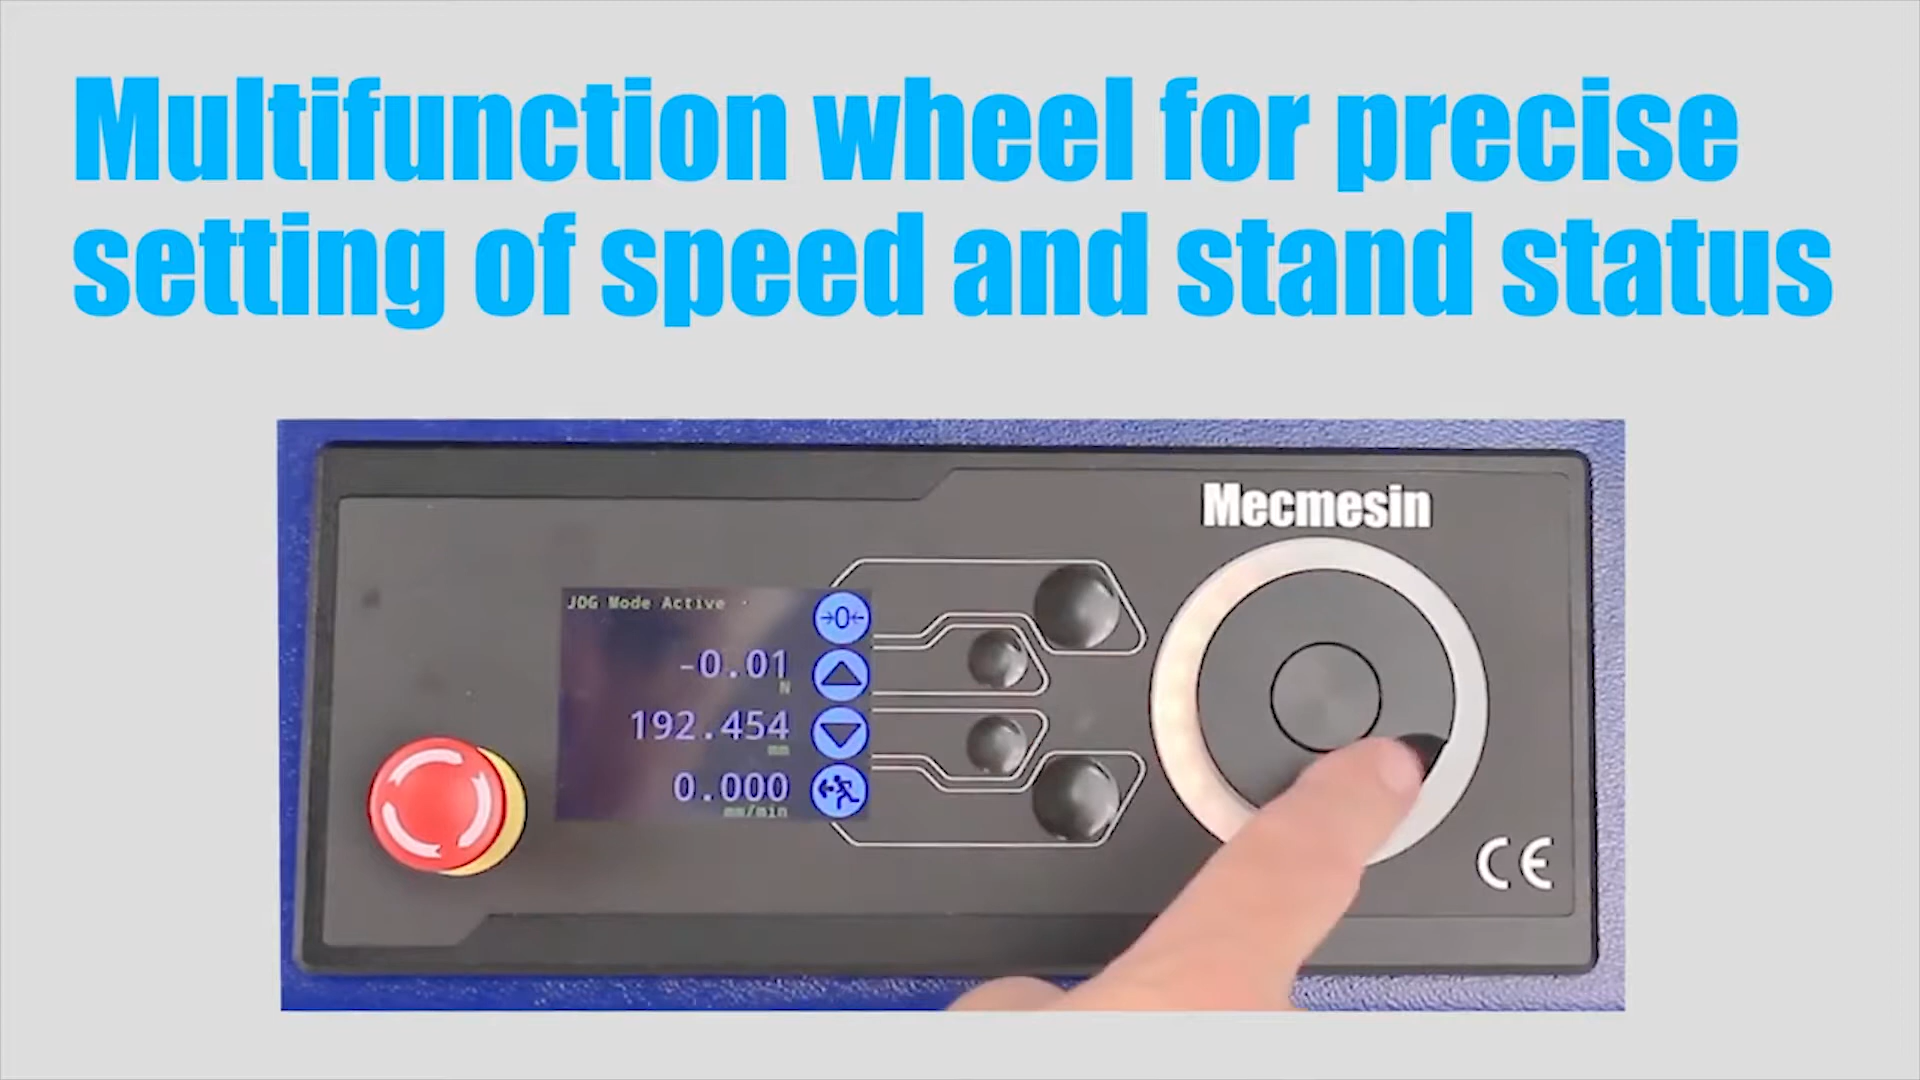 Multifunction wheel for precise
setting of speed and stand status
Mecmesin
JOG Mode Active
→0←
-0.01
N
192.454
mm
0.000
mm/min
CE